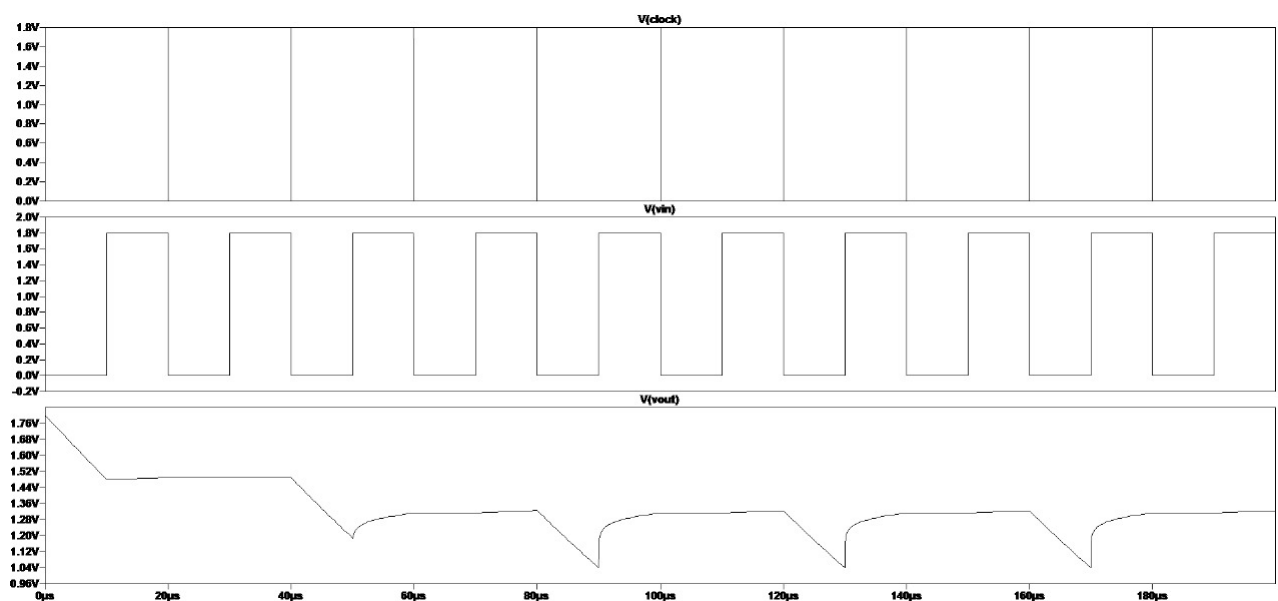 V(clock)
1.8V
1.6V
1.4V
1.2V
1.0V
0.8V
0.6V
0.4V
0.2V
0.0V
V(vin)
2.0V
1.8V
1.6V
1.4V
1.2V
1.0V
0.8V
0.6V
0.4V
0.2V
0.0V
-0.2V
V(vout)
1.76V
1.68V
1.60V
1.52V
1.44V
1.36V
1.28V
1.20V
1.12V
1.04V
0.96V
0µs 20µs 40µs 60µs 80µs 100µs 120µs 140µs 160µs 180µs